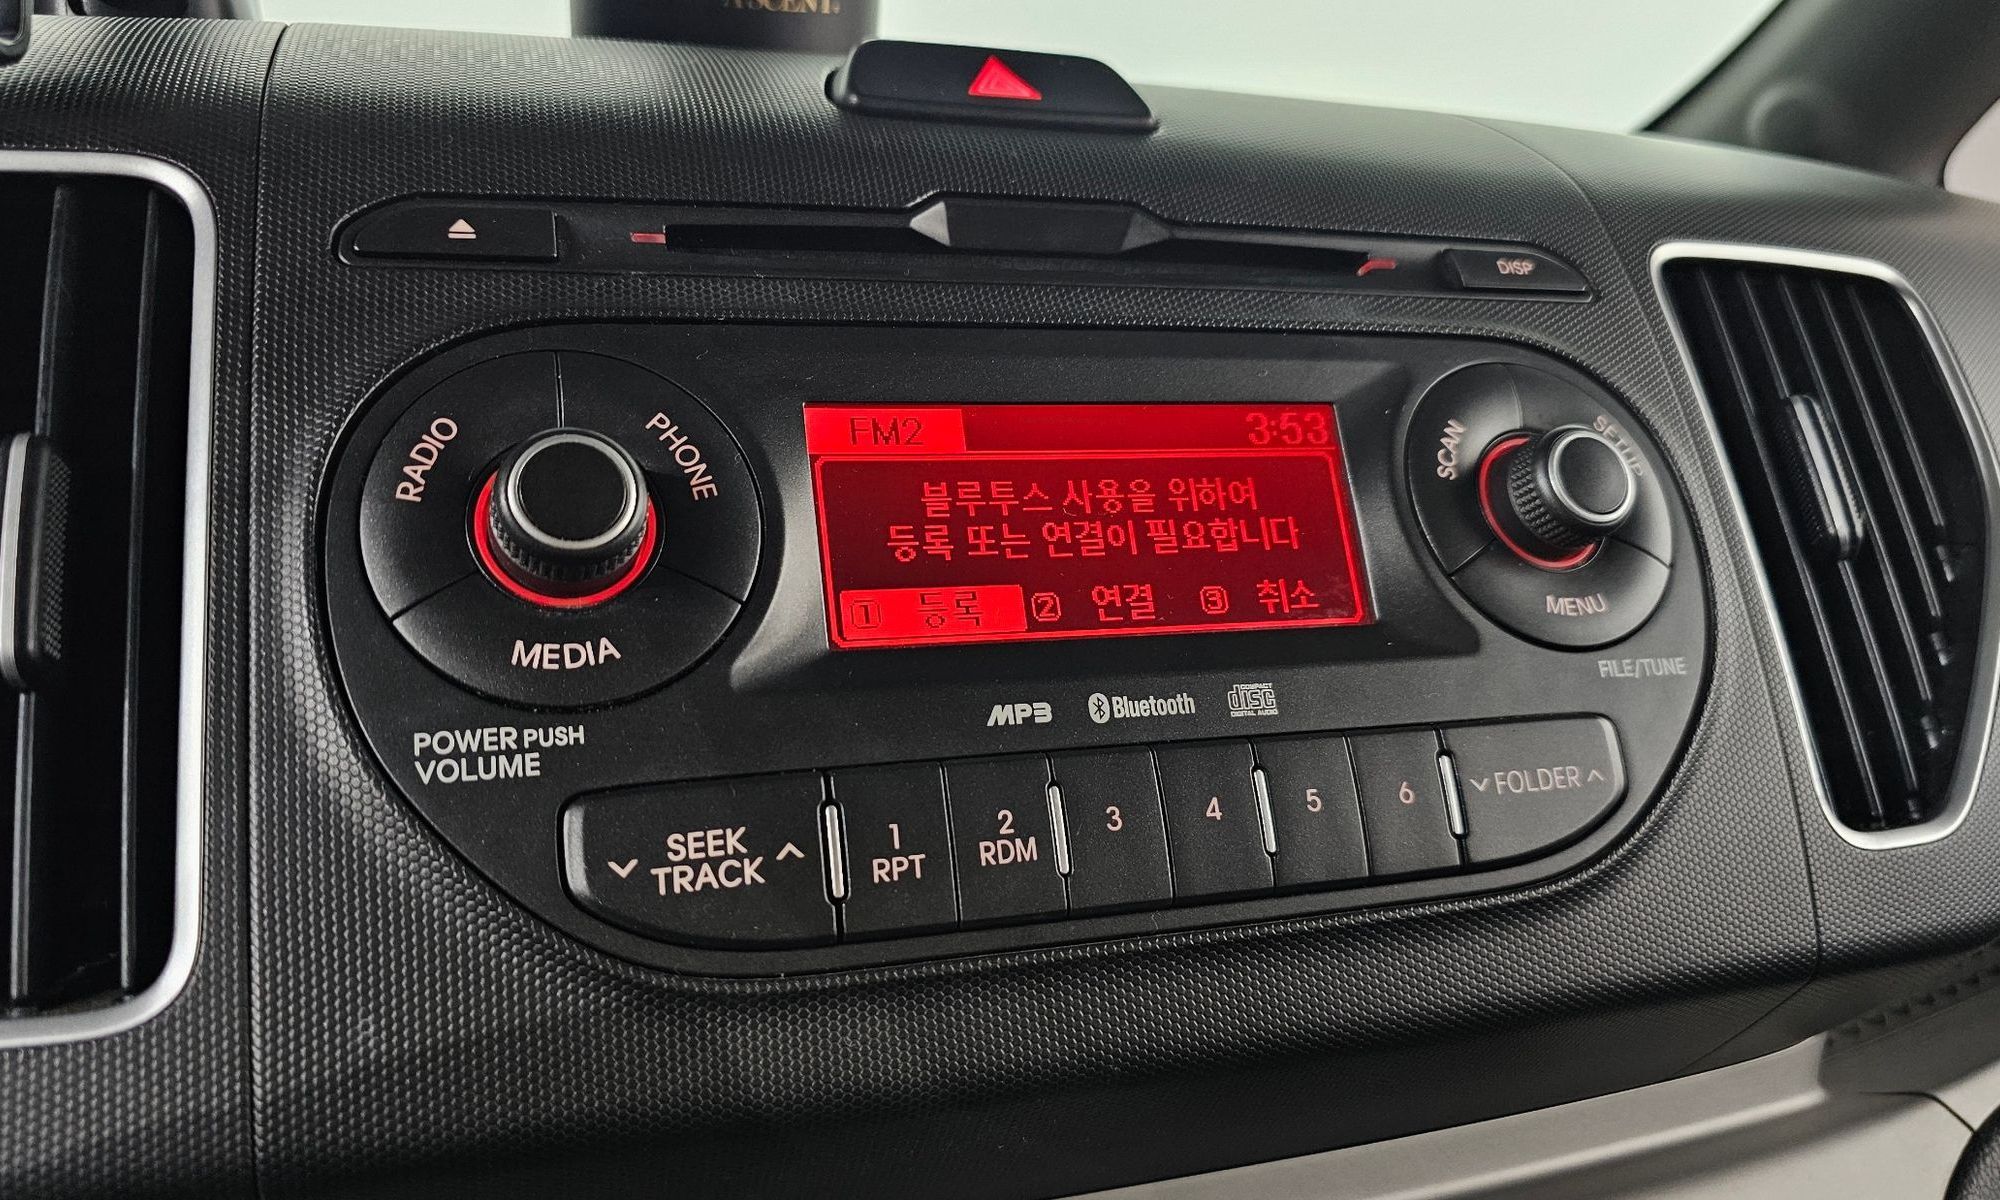 DISP
RADIO
PHONE
MEDIA
POWER PUSH
VOLUME
FM2 3:53
블루투스 사용을 위하여
등록 또는 연결이 필요합니다
1 등록 2 연결 3 취소
SCAN
SETUP
MENU
FILE/TUNE
MP3 Bluetooth COMPACT disc DIGITAL AUDIO
SEEK
TRACK
1
RPT
2
RDM
3
4
5
6
FOLDER